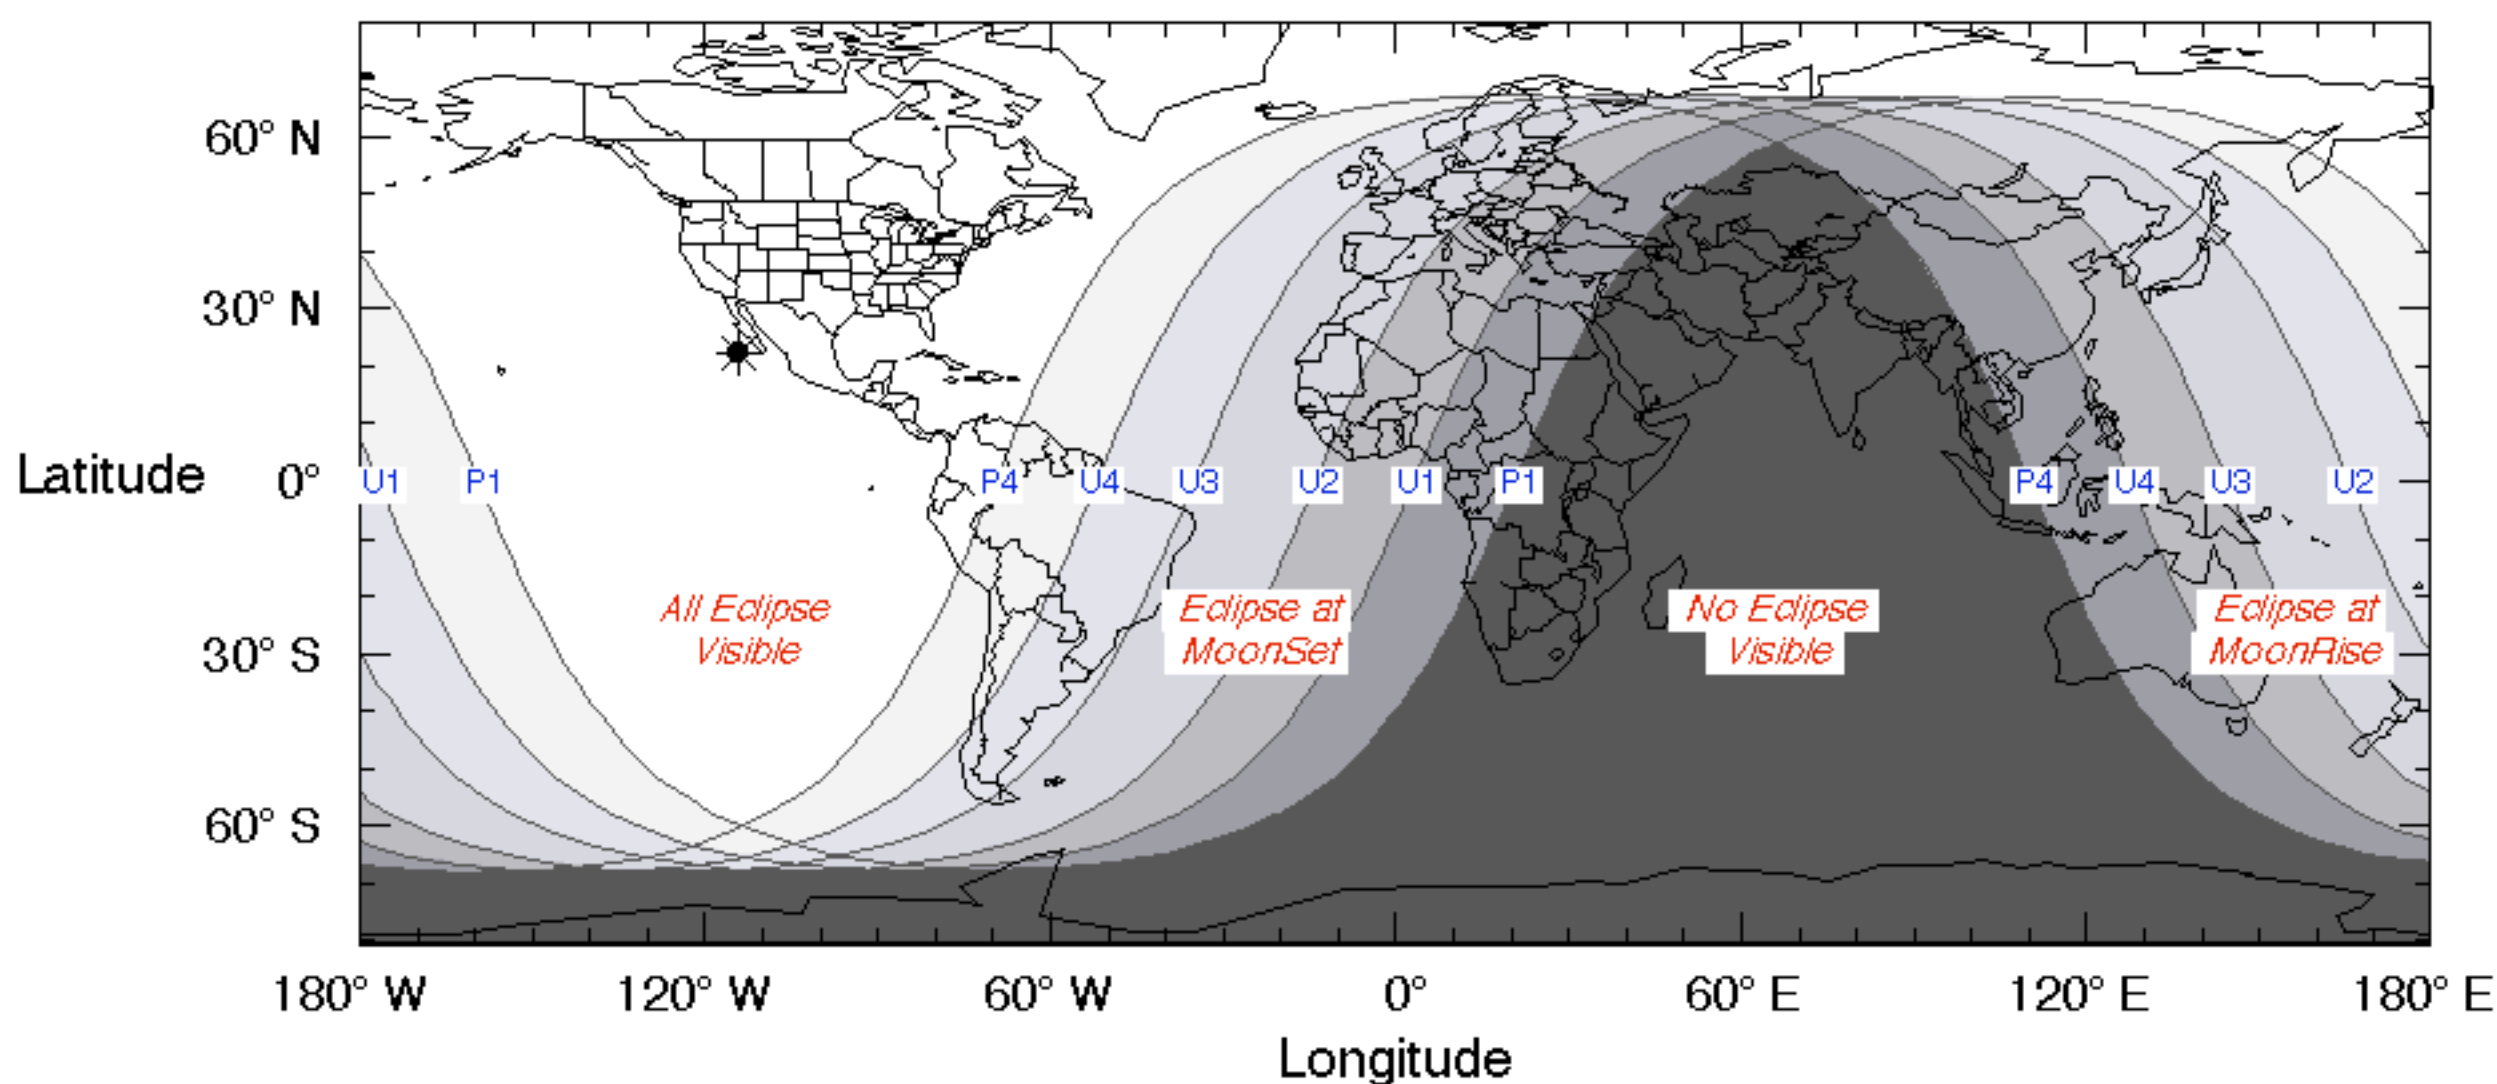 60° N
30° N
Latitude 0°
U1 P1 P4 U4 U3 U2 U1 P1 P4 U4 U3 U2
All Eclipse
Visible
Eclipse at
MoonSet
No Eclipse
Visible
Eclipse at
MoonRise
30° S
60° S
180° W 120° W 60° W 0° 60° E 120° E 180° E
Longitude